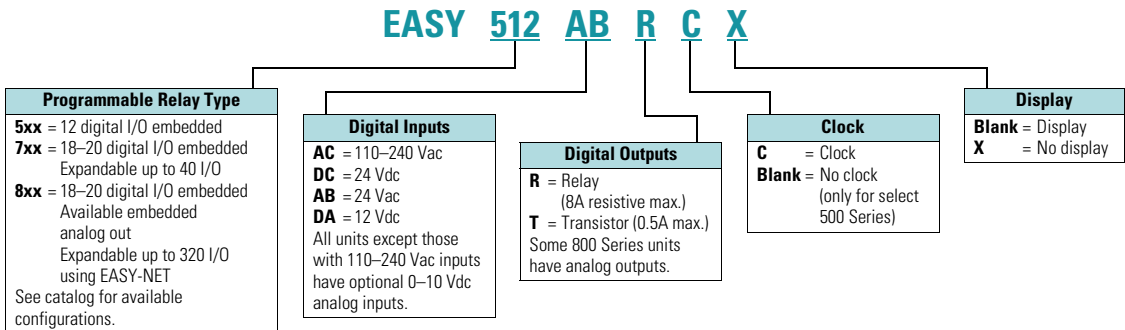 EASY 512 AB R C X
Programmable Relay Type
5xx = 12 digital I/O embedded
7xx = 18–20 digital I/O embedded
Expandable up to 40 I/O
8xx = 18–20 digital I/O embedded
Available embedded
analog out
Expandable up to 320 I/O
using EASY-NET
See catalog for available
configurations.
Digital Inputs
AC = 110–240 Vac
DC = 24 Vdc
AB = 24 Vac
DA = 12 Vdc
All units except those
with 110–240 Vac inputs
have optional 0–10 Vdc
analog inputs.
Digital Outputs
R = Relay
(8A resistive max.)
T = Transistor (0.5A max.)
Some 800 Series units
have analog outputs.
Clock
C = Clock
Blank = No clock
(only for select
500 Series)
Display
Blank = Display
X = No display